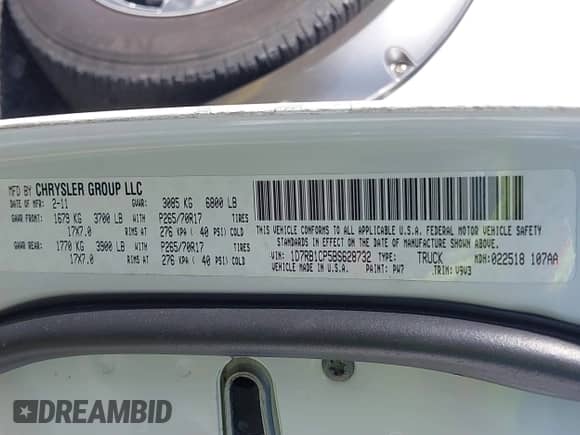 MFD BY CHRYSLER GROUP LLC
DATE OF MFR: 2-11 GVWR: 3085 KG 6800 LB
GAWR FRONT: 1679 KG 3700 LB WITH P265/70R17 TIRES
17X7.0 RIMS AT 276 KPA ( 40 PSI) COLD
GAWR REAR: 1770 KG 3900 LB WITH P265/70R17 TIRES
17X7.0 RIMS AT 276 KPA ( 40 PSI) COLD
THIS VEHICLE CONFORMS TO ALL APPLICABLE U.S.A. FEDERAL MOTOR VEHICLE SAFETY
STANDARDS IN EFFECT ON THE DATE OF MANUFACTURE SHOWN ABOVE.
VIN: 1D7RB1CP5BS628732 TYPE: TRUCK MDH:022518 107AA
VEHICLE MADE IN U.S.A. PAINT: PW7 TRIM: V9V3
DREAMBID